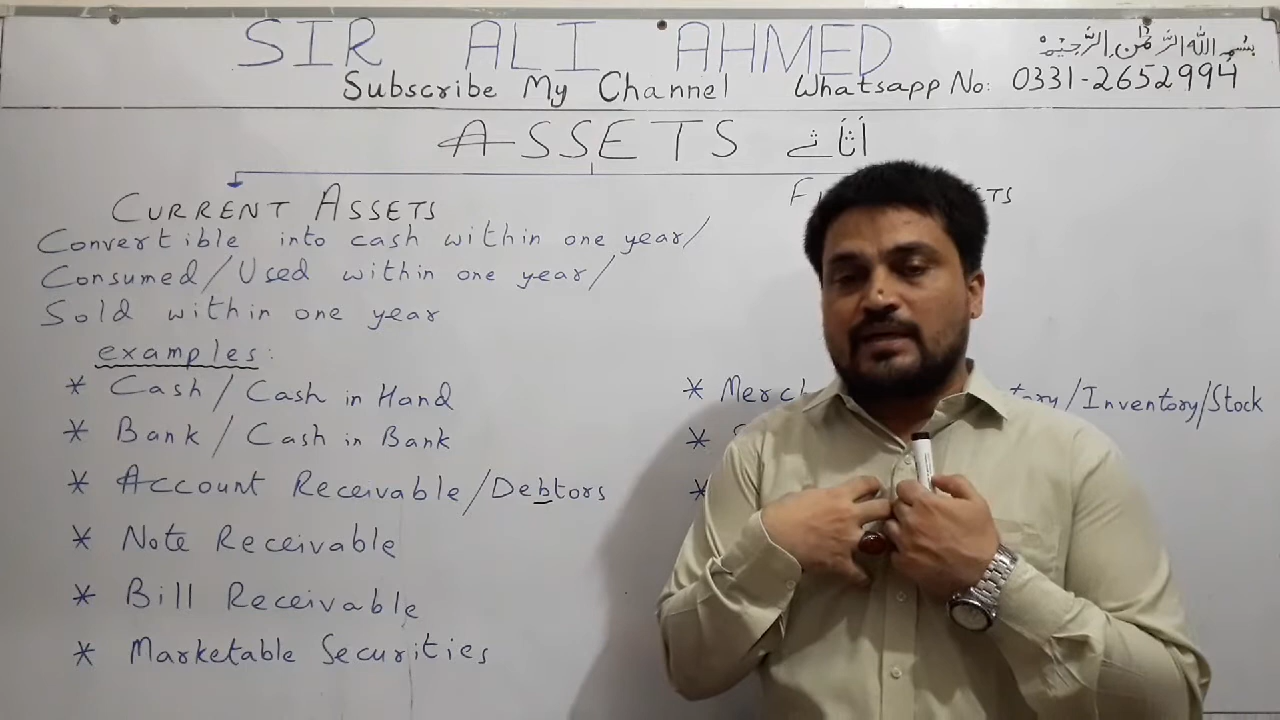 SIR ALI AHMED
بسم اللہ الرحمٰن الرحیم
Subscribe My Channel Whatsapp No: 0331-2652994
ASSETS اثاثے
CURRENT ASSETS
Convertible into cash within one year/
Consumed/Used within one year/
Sold within one year
examples:
* Cash/Cash in Hand
* Bank/Cash in Bank
* Account Receivable/Debtors
* Note Receivable
* Bill Receivable
* Marketable Securities
* /Inventory/Stock
*
*